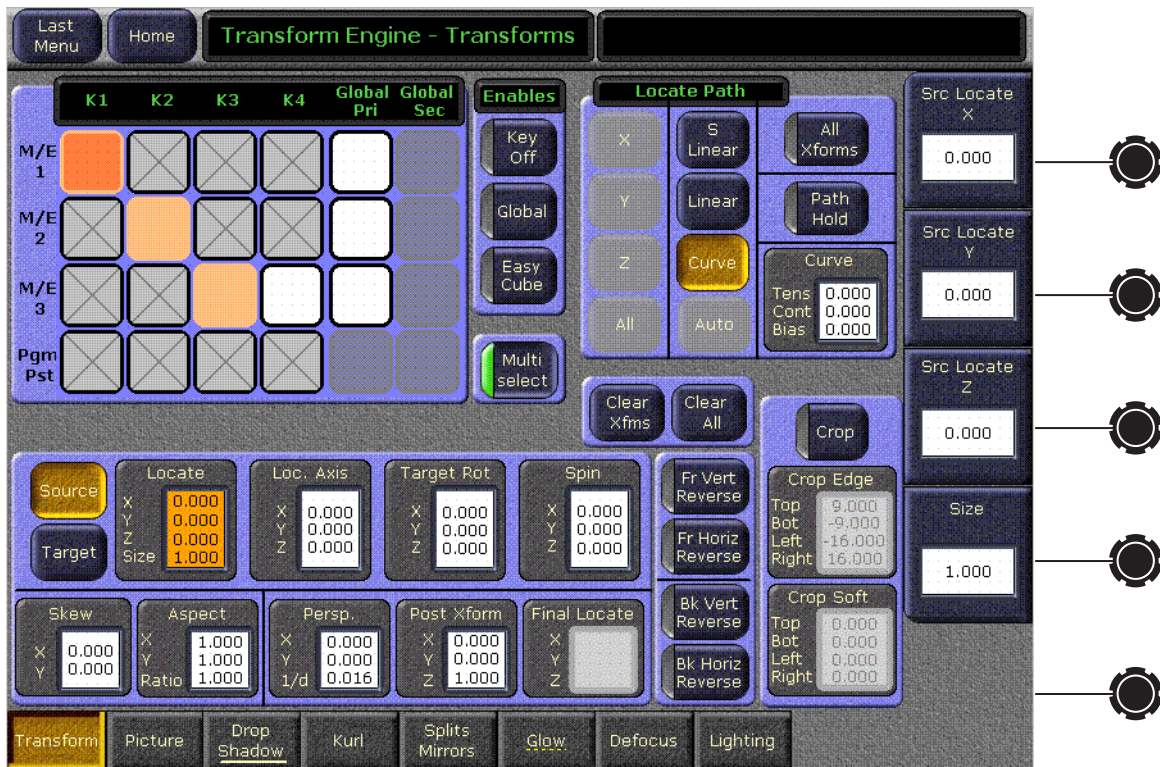 Last
Menu
Home
Transform Engine - Transforms
K1 K2 K3 K4 Global Pri Global Sec
M/E 1
M/E 2
M/E 3
Pgm Pst
Enables
Key Off
Global
Easy Cube
Multi select
Locate Path
X
Y
Z
All
S Linear
Linear
Curve
Auto
All Xforms
Path Hold
Curve
Tens 0.000
Cont 0.000
Bias 0.000
Clear Xfms
Clear All
Src Locate
X
0.000
Src Locate
Y
0.000
Src Locate
Z
0.000
Size
1.000
Source
Target
Locate
X 0.000
Y 0.000
Z 0.000
Size 1.000
Loc. Axis
X 0.000
Y 0.000
Z 0.000
Target Rot
X 0.000
Y 0.000
Z 0.000
Spin
X 0.000
Y 0.000
Z 0.000
Skew
X 0.000
Y 0.000
Aspect
X 1.000
Y 1.000
Ratio 1.000
Persp.
X 0.000
Y 0.000
1/d 0.016
Post Xform
X 0.000
Y 0.000
Z 1.000
Final Locate
X
Y
Z
Fr Vert
Reverse
Fr Horiz
Reverse
Bk Vert
Reverse
Bk Horiz
Reverse
Crop
Crop Edge
Top 9.000
Bot -9.000
Left -16.000
Right 16.000
Crop Soft
Top 0.000
Bot 0.000
Left 0.000
Right 0.000
Transform
Picture
Drop
Shadow
Kurl
Splits
Mirrors
Glow
Defocus
Lighting